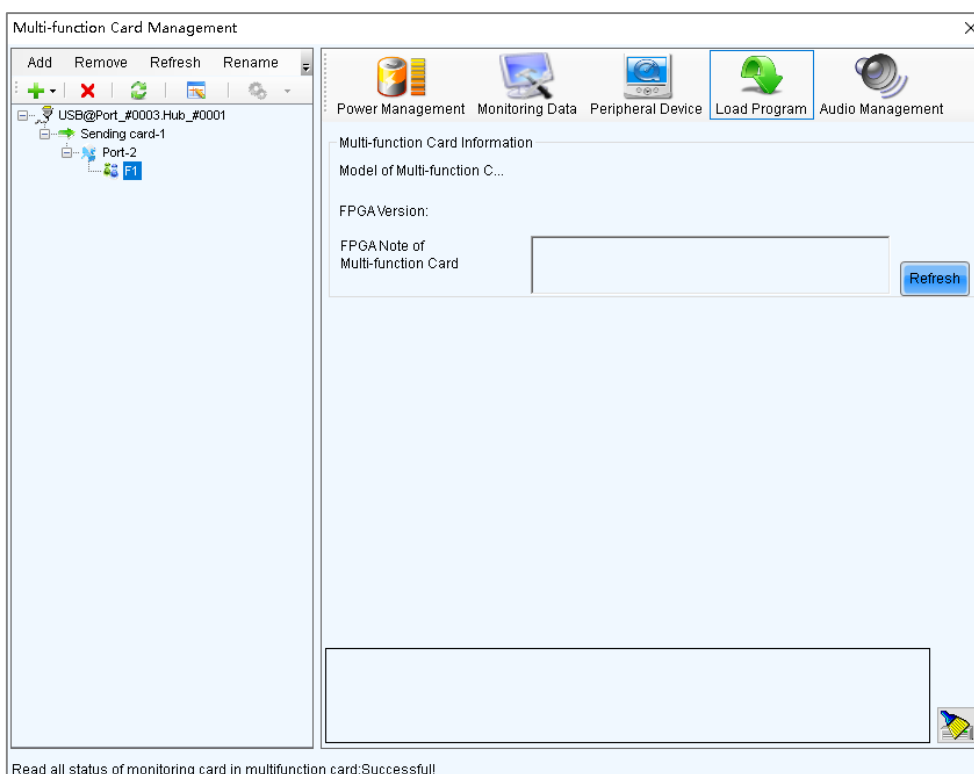 Multi-function Card Management
Add Remove Refresh Rename
USB@Port_#0003.Hub_#0001
Sending card-1
Port-2
F1
Power Management Monitoring Data Peripheral Device Load Program Audio Management
Multi-function Card Information
Model of Multi-function C...
FPGA Version:
FPGA Note of
Multi-function Card
Refresh
Read all status of monitoring card in multifunction card:Successful!